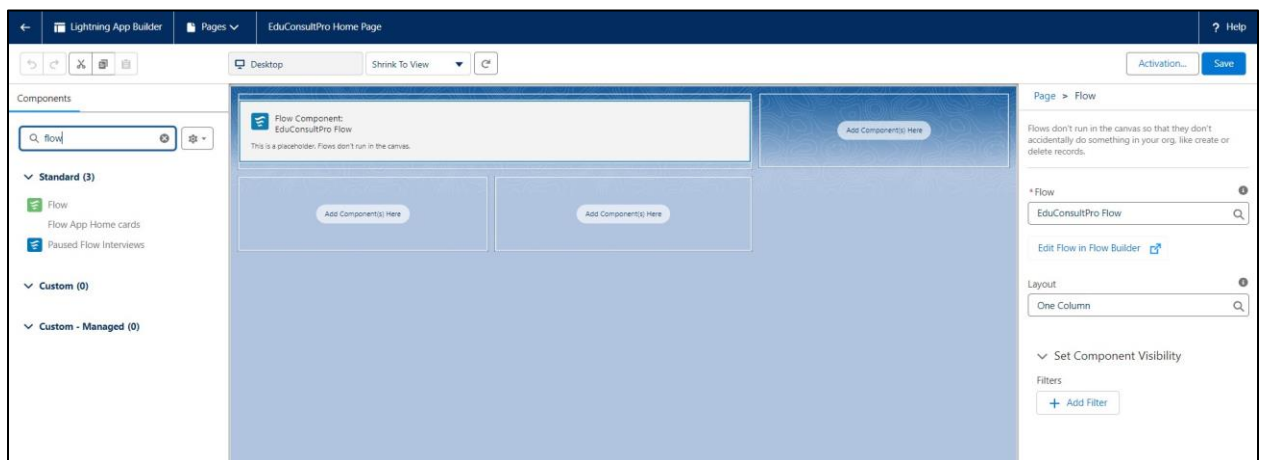 Lightning App Builder
Pages
EduConsultPro Home Page
? Help
Desktop
Shrink To View
Activation...
Save
Components
flow
Standard (3)
Flow
Flow App Home cards
Paused Flow Interviews
Custom (0)
Custom - Managed (0)
Flow Component:
EduConsultPro Flow
This is a placeholder. Flows don't run in the canvas.
Add Component(s) Here
Add Component(s) Here
Add Component(s) Here
Page > Flow
Flows don't run in the canvas so that they don't
accidentally do something in your org, like create or
delete records.
*Flow
EduConsultPro Flow
Edit Flow in Flow Builder
Layout
One Column
Set Component Visibility
Filters
+ Add Filter